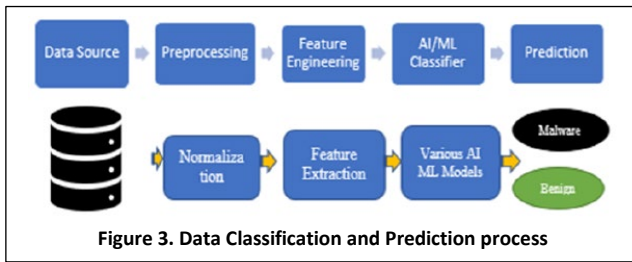 Data Source
Preprocessing
Feature
Engineering
AI/ML
Classifier
Prediction
Normaliza
tion
Feature
Extraction
Various AI
ML Models
Malware
Benign
Figure 3. Data Classification and Prediction process